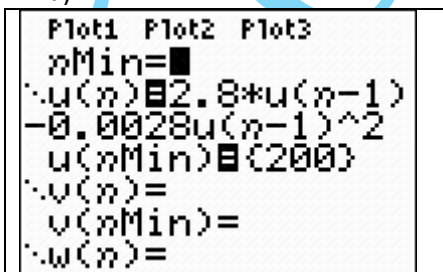 Plot1 Plot2 Plot3
nMin=
u(n)=2.8*u(n-1)
-0.0028u(n-1)^2
u(nMin)={200}
v(n)=
v(nMin)=
w(n)=